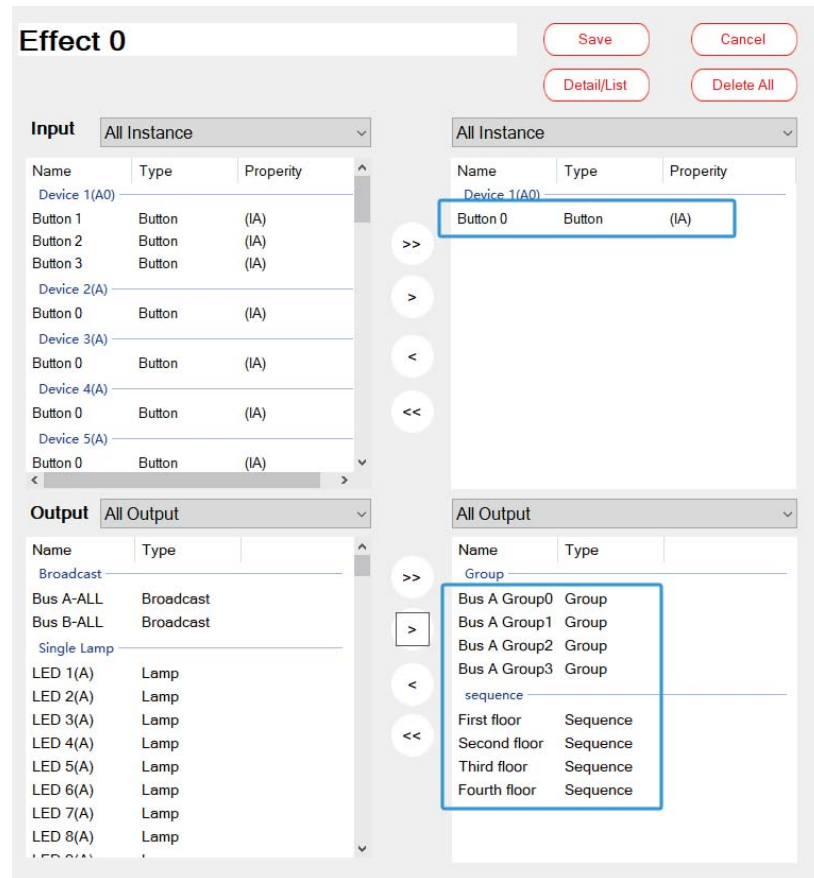 Effect 0
Save
Cancel
Detail/List
Delete All
Input
All Instance
All Instance
Name Type Properity
Device 1(A0)
Button 1 Button (IA)
Button 2 Button (IA)
Button 3 Button (IA)
Device 2(A)
Button 0 Button (IA)
Device 3(A)
Button 0 Button (IA)
Device 4(A)
Button 0 Button (IA)
Device 5(A)
Button 0 Button (IA)
>>
>
<
<<
Name Type Properity
Device 1(A0)
Button 0 Button (IA)
Output
All Output
All Output
Name Type
Broadcast
Bus A-ALL Broadcast
Bus B-ALL Broadcast
Single Lamp
LED 1(A) Lamp
LED 2(A) Lamp
LED 3(A) Lamp
LED 4(A) Lamp
LED 5(A) Lamp
LED 6(A) Lamp
LED 7(A) Lamp
LED 8(A) Lamp
>>
>
<
<<
Name Type
Group
Bus A Group0 Group
Bus A Group1 Group
Bus A Group2 Group
Bus A Group3 Group
sequence
First floor Sequence
Second floor Sequence
Third floor Sequence
Fourth floor Sequence